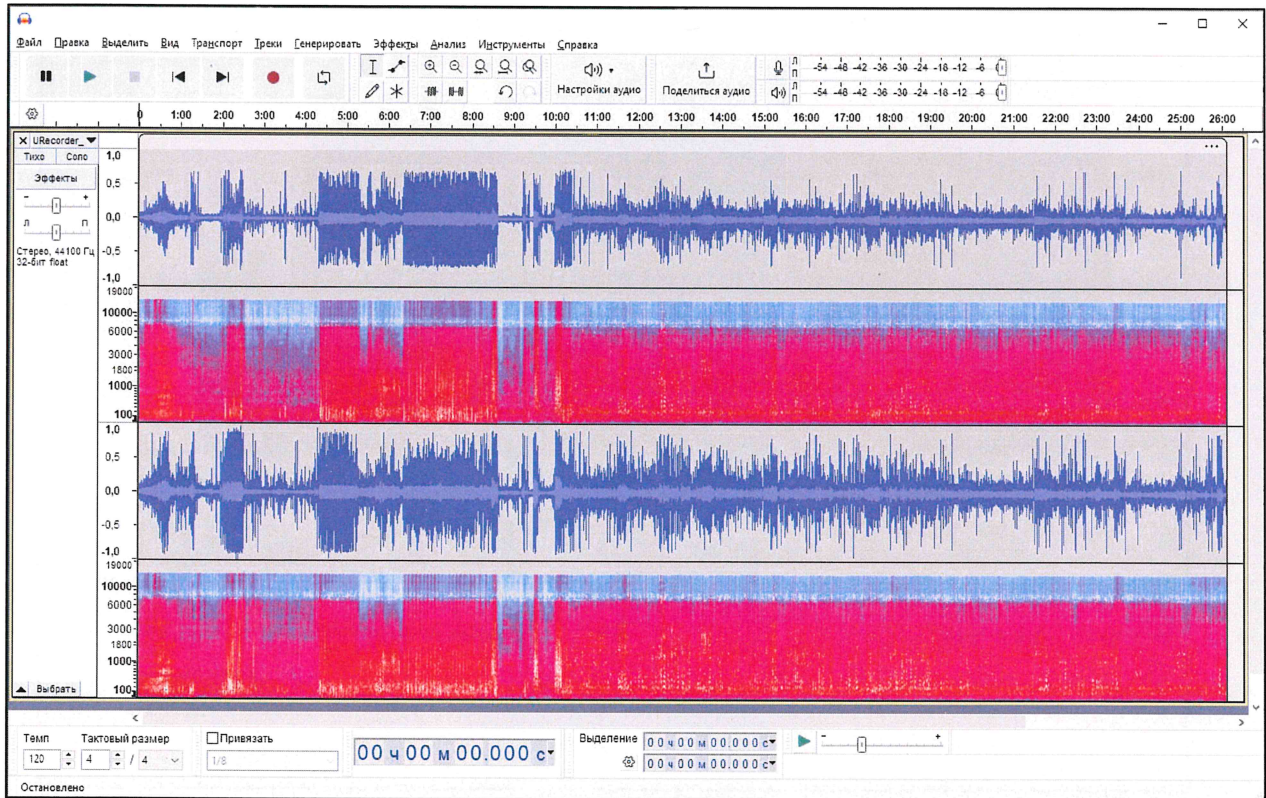 Файл Правка Выделить Вид Транспорт Треки Генерировать Эффекты Анализ Инструменты Справка
Настройки аудио Поделиться аудио
Л П -54 -48 -42 -36 -30 -24 -18 -12 -6 0
Л П -54 -48 -42 -36 -30 -24 -18 -12 -6 0
0 1:00 2:00 3:00 4:00 5:00 6:00 7:00 8:00 9:00 10:00 11:00 12:00 13:00 14:00 15:00 16:00 17:00 18:00 19:00 20:00 21:00 22:00 23:00 24:00 25:00 26:00
× URecorder_
Тихо Соло
Эффекты
- +
Л П
Стерео, 44100 Гц
32-бит float
1,0
0,5
0,0
-0,5
-1,0
19000
10000
6000
3000
1800
1000
100
1,0
0,5
0,0
-0,5
-1,0
19000
10000
6000
3000
1800
1000
100
Выбрать
Темп Тактовый размер Привязать
120 4 / 4 1/8
00 ч 00 м 00.000 с
Выделение 00 ч 00 м 00.000 с
00 ч 00 м 00.000 с
- +
Остановлено